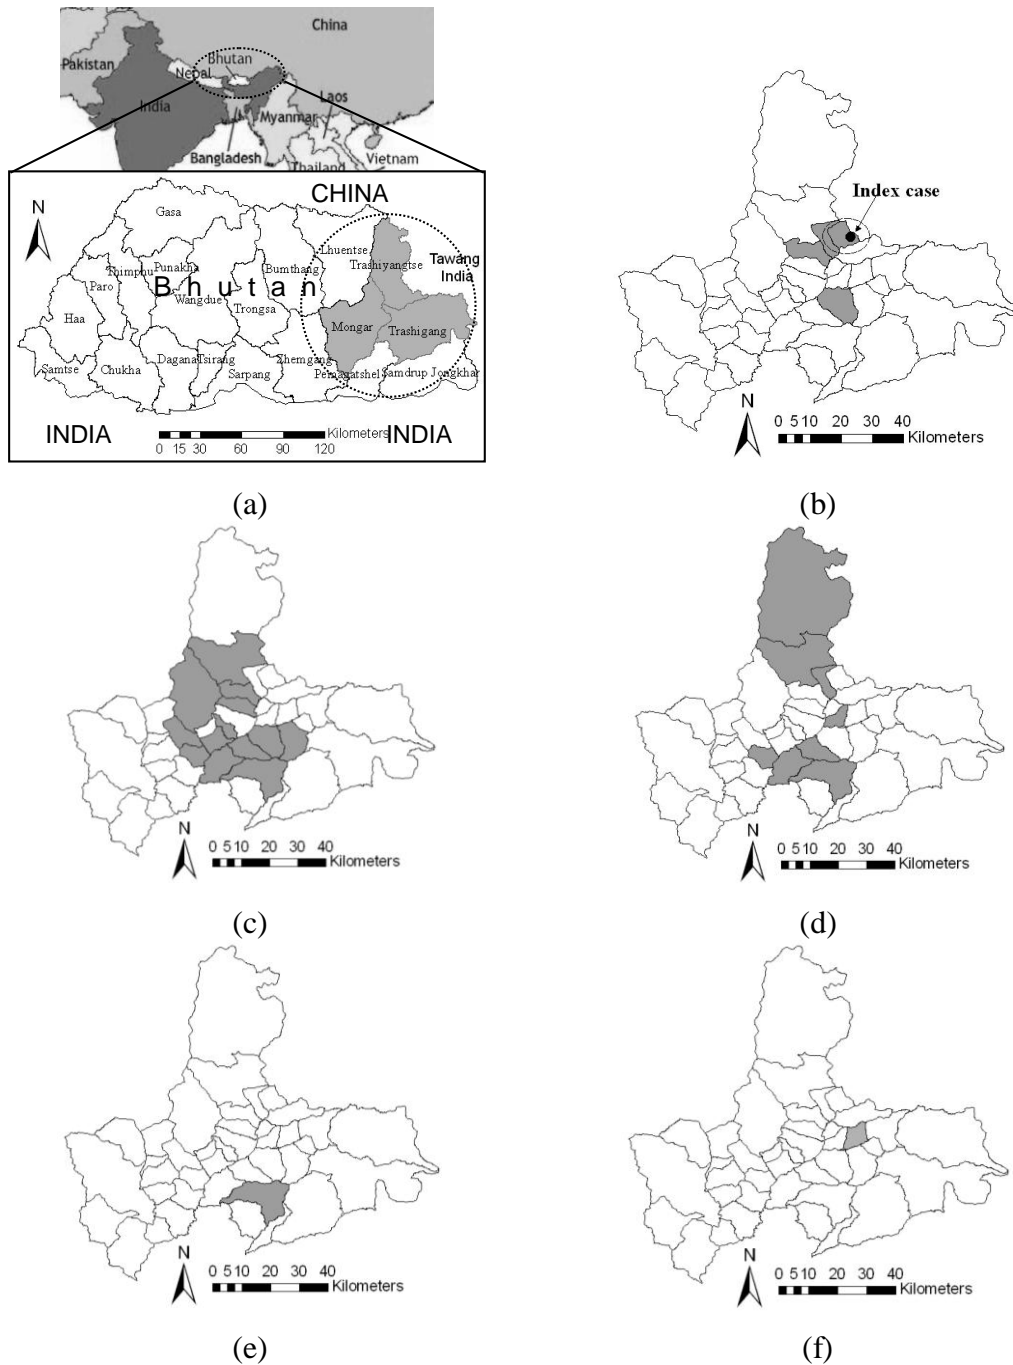 China
Pakistan
Bhutan
Nepal
India
Laos
Myanmar
Bangladesh
Vietnam
Thailand
CHINA
N
Gasa
Lhuentse
Trashiyangtse
Tawang
India
Thimphu
Punakha
Bumthang
Paro
Bhutan
Wangdue
Trongsa
Haa
Mongar
Trashigang
Samtse
Chukha
Dagana
Tsirang
Sarpang
Zhemgang
Pemagatshel
Samdrup Jongkhar
INDIA
Kilometers
INDIA
0 15 30 60 90 120
(a)
Index case
N
0 5 10 20 30 40
Kilometers
(b)
N
0 5 10 20 30 40
Kilometers
(c)
N
0 5 10 20 30 40
Kilometers
(d)
N
0 5 10 20 30 40
Kilometers
(e)
N
0 5 10 20 30 40
Kilometers
(f)